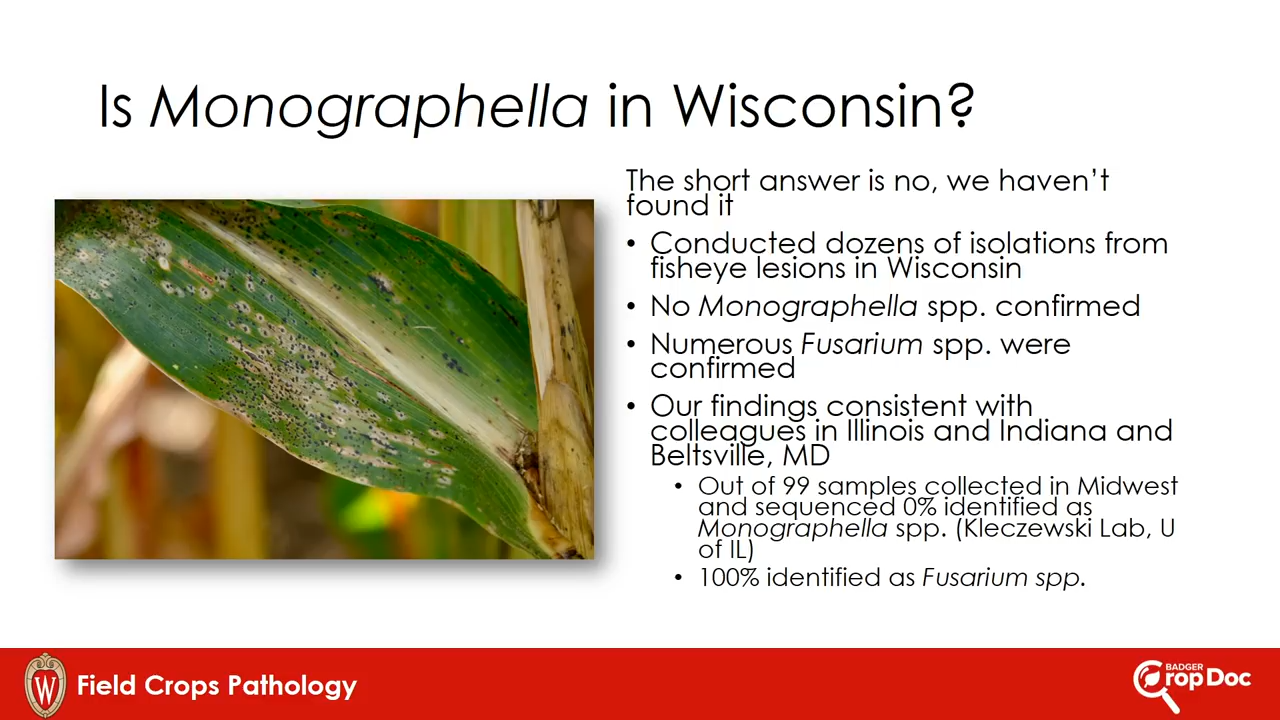 Is Monographella in Wisconsin?
The short answer is no, we haven't
found it
• Conducted dozens of isolations from
fisheye lesions in Wisconsin
• No Monographella spp. confirmed
• Numerous Fusarium spp. were
confirmed
• Our findings consistent with
colleagues in Illinois and Indiana and
Beltsville, MD
• Out of 99 samples collected in Midwest
and sequenced 0% identified as
Monographella spp. (Kleczewski Lab, U
of IL)
• 100% identified as Fusarium spp.
W
Field Crops Pathology
BADGER
Crop Doc